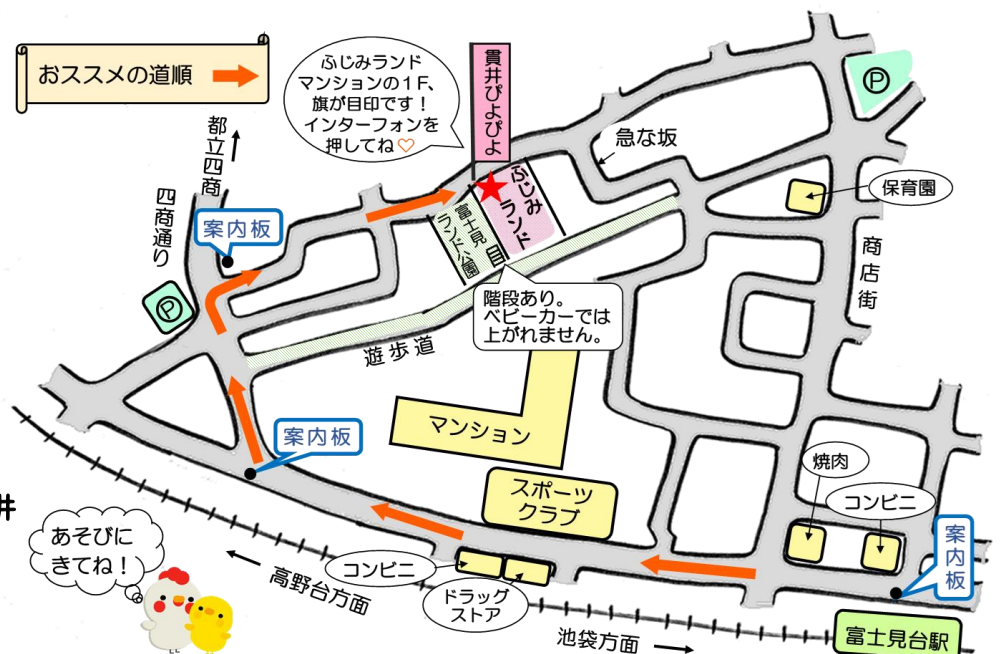 おススメの道順
ふじみランド
マンションの1F、
旗が目印です！
インターフォンを
押してね♡
貫井ぴよぴよ
急な坂
P
保育園
商店街
都立四商
四商通り
案内板
P
ふじみ
ランド
富士見
ランド公園
階段あり。
ベビーカーでは
上がれません。
遊歩道
マンション
案内板
スポーツ
クラブ
焼肉
コンビニ
案内板
コンビニ
ドラッグ
ストア
高野台方面
池袋方面
富士見台駅
井
あそびに
きてね！